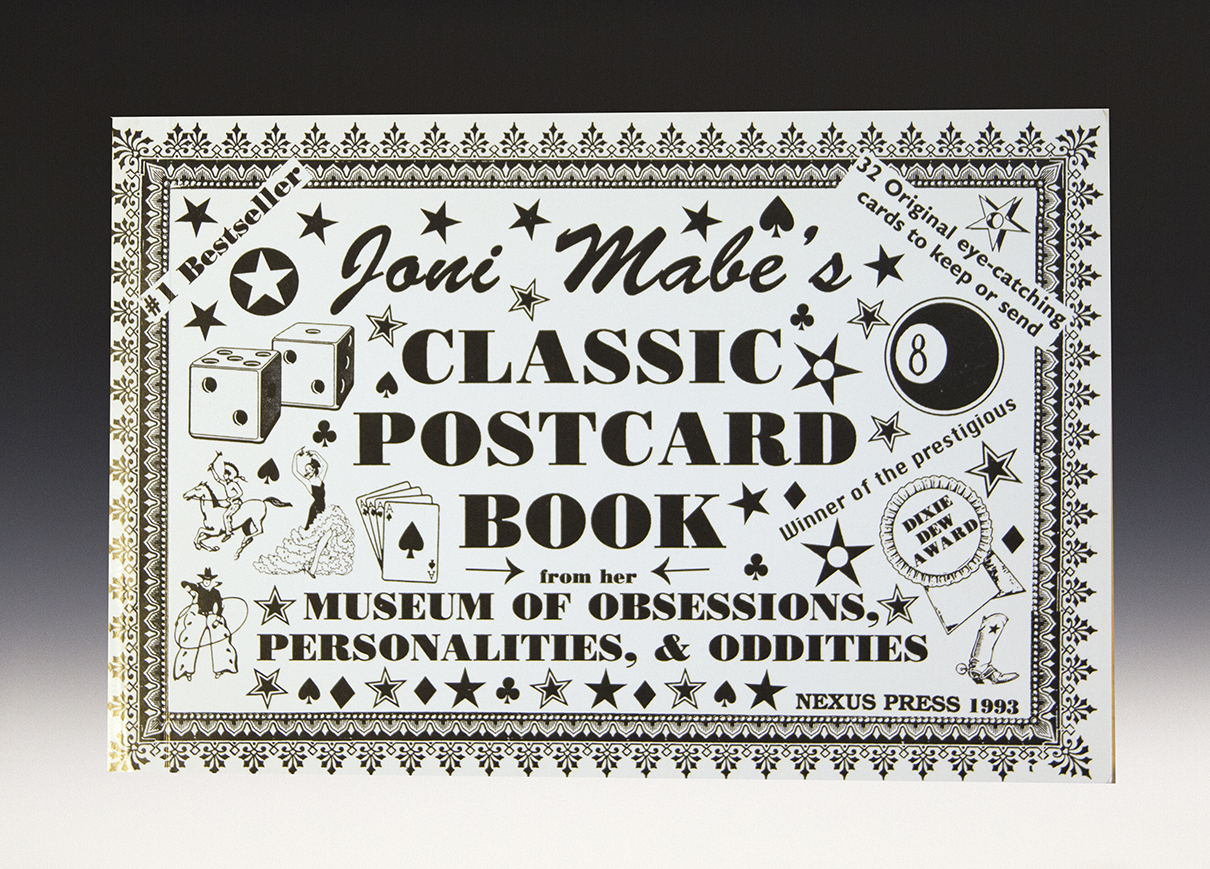 #1 Bestseller
32 Original eye-catching
cards to keep or send
Joni Mabe's
CLASSIC
POSTCARD
BOOK
8
Winner of the prestigious
DIXIE
DEW
AWARD
from her
MUSEUM OF OBSESSIONS,
PERSONALITIES, & ODDITIES
NEXUS PRESS 1993